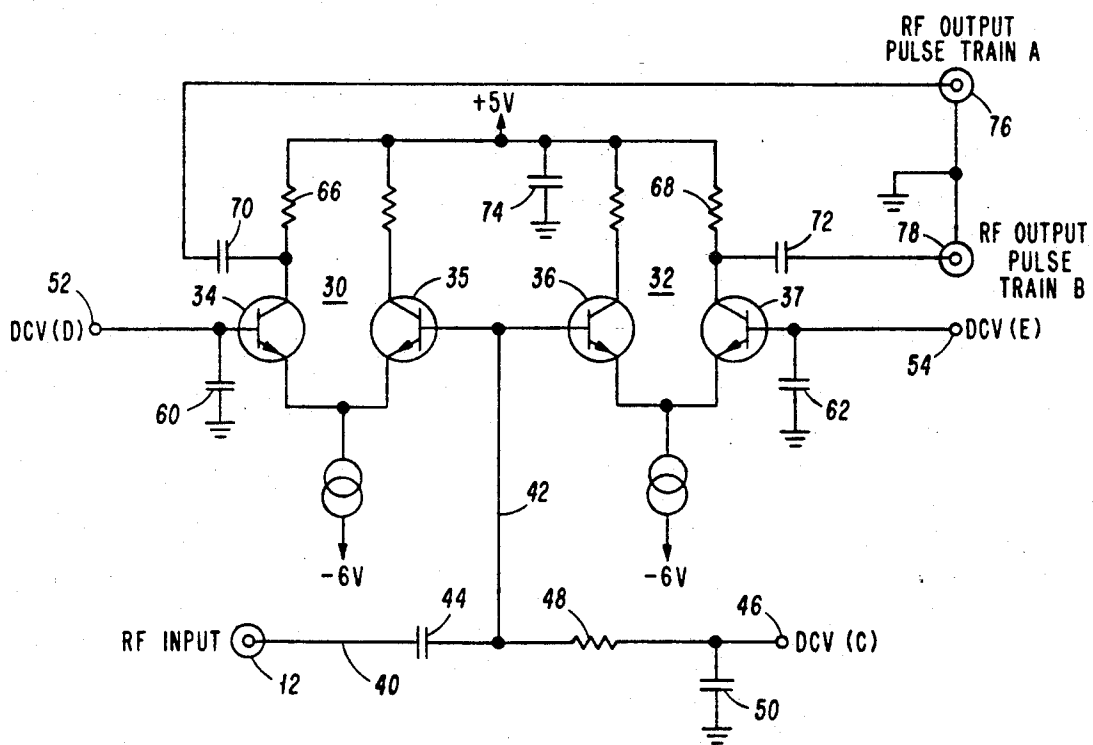 RF OUTPUT
PULSE TRAIN A
+5V
76
66
74
68
70
72
78
RF OUTPUT
PULSE
TRAIN B
52
34
30
35
36
32
37
DCV(D)
DCV(E)
54
60
62
42
-6V
-6V
44
48
46
RF INPUT
DCV (C)
12
40
50